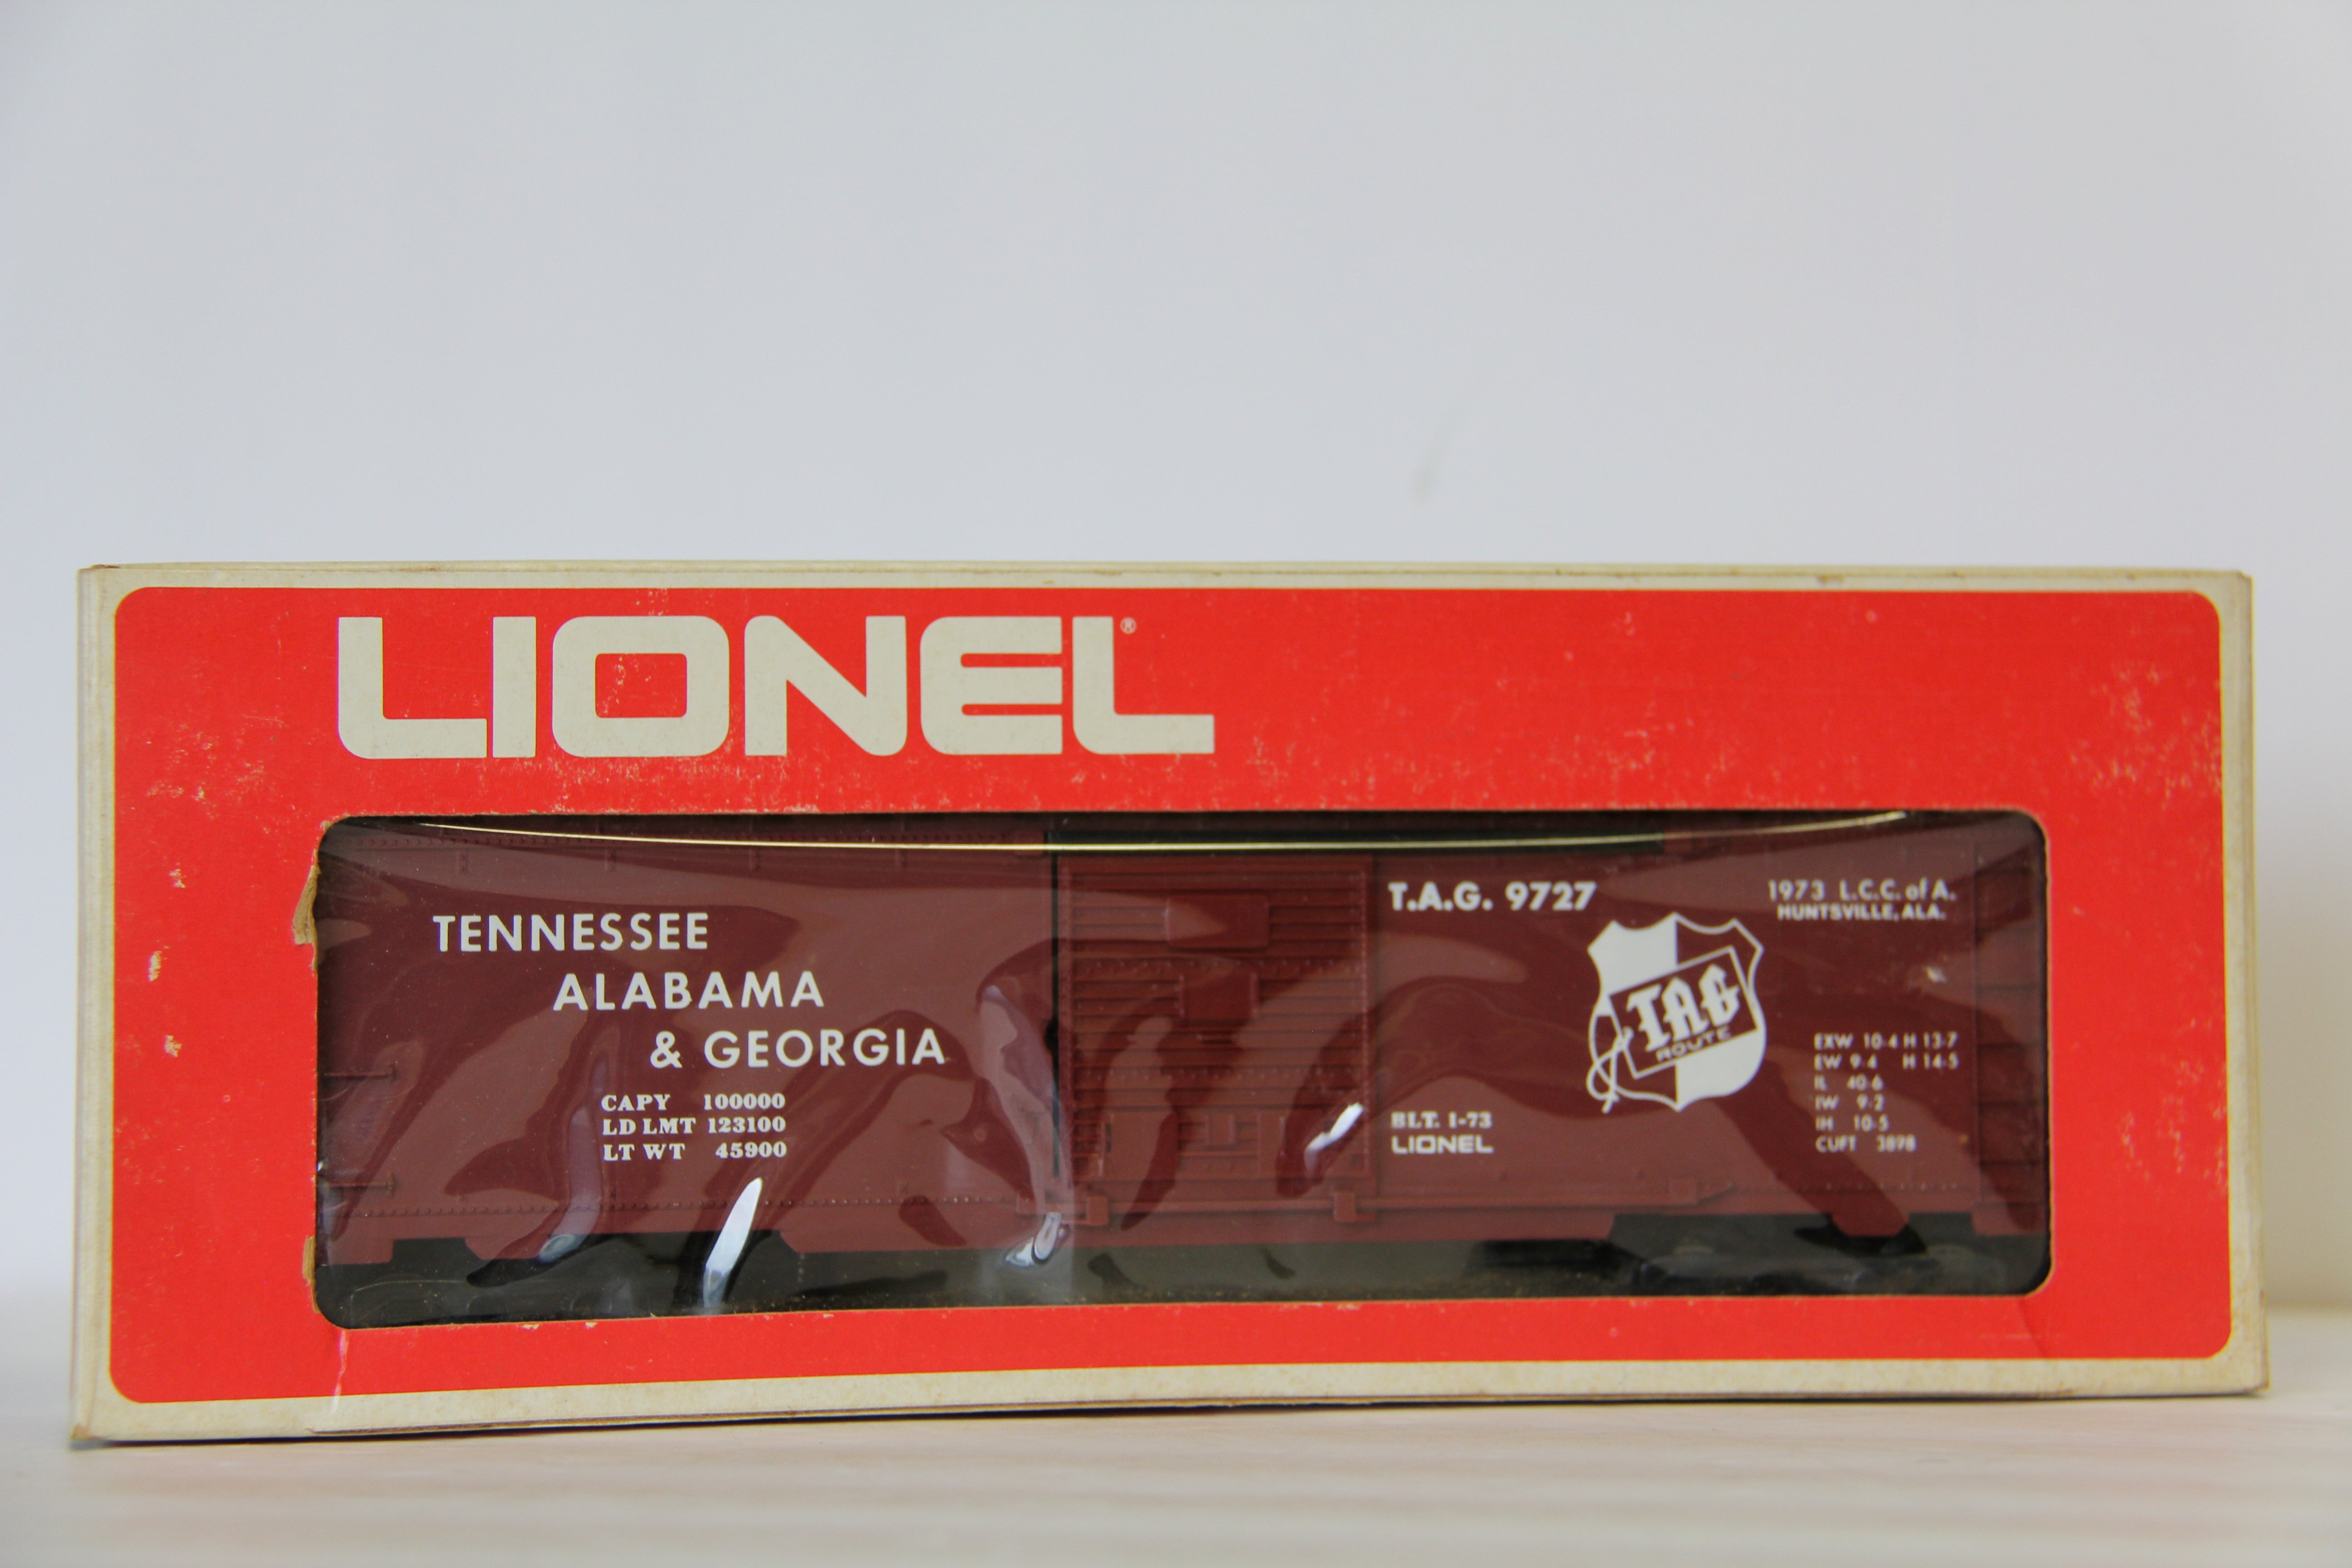 LIONEL®
TENNESSEE
ALABAMA
& GEORGIA
CAPY 100000
LD LMT 123100
LT WT 45900
T.A.G. 9727
1973 L.C.C. of A.
HUNTSVILLE, ALA.
TAG
ROUTE
BLT. 1-73
LIONEL
EXW 10-4 H 13-7
EW 9-4 H 14-5
IL 40-6
IW 9-2
IH 10-5
CUFT 3898